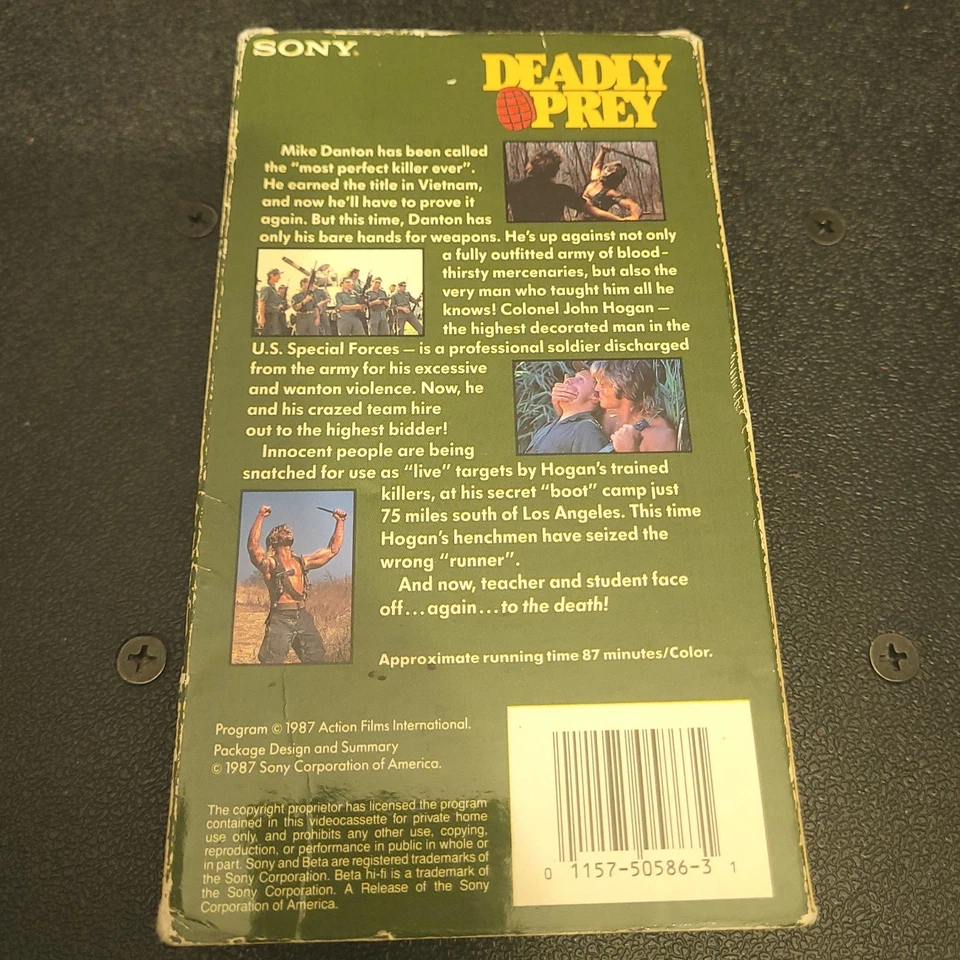 SONY.
DEADLY
PREY
Mike Danton has been called
the "most perfect killer ever".
He earned the title in Vietnam,
and now he'll have to prove it
again. But this time, Danton has
only his bare hands for weapons. He's up against not only
a fully outfitted army of blood-
thirsty mercenaries, but also the
very man who taught him all he
knows! Colonel John Hogan —
the highest decorated man in the
U.S. Special Forces — is a professional soldier discharged
from the army for his excessive
and wanton violence. Now, he
and his crazed team hire
out to the highest bidder!
Innocent people are being
snatched for use as "live" targets by Hogan's trained
killers, at his secret "boot" camp just
75 miles south of Los Angeles. This time
Hogan's henchmen have seized the
wrong "runner".
And now, teacher and student face
off...again...to the death!
Approximate running time 87 minutes/Color.
Program © 1987 Action Films International.
Package Design and Summary
© 1987 Sony Corporation of America.
The copyright proprietor has licensed the program
contained in this videocassette for private home
use only, and prohibits any other use, copying,
reproduction, or performance in public in whole or
in part. Sony and Beta are registered trademarks of
the Sony Corporation. Beta hi-fi is a trademark of
the Sony Corporation. A Release of the Sony
Corporation of America.
0 1157-50586-3 1